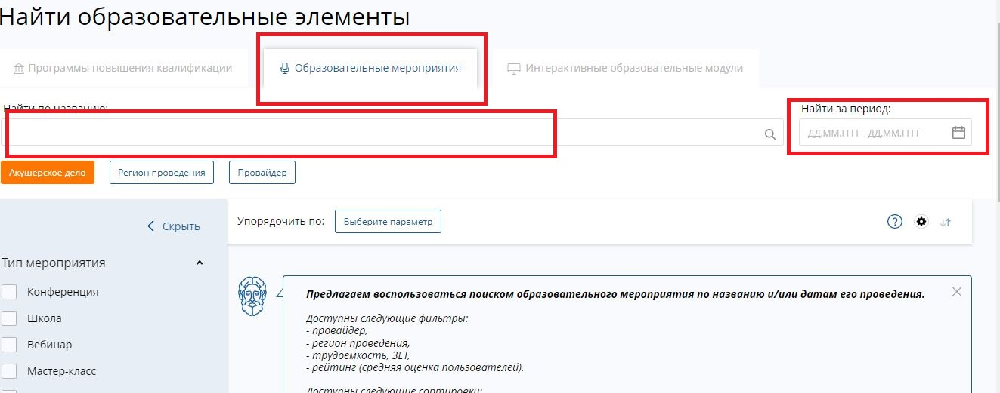 Найти образовательные элементы
Программы повышения квалификации
Образовательные мероприятия
Интерактивные образовательные модули
Найти по названию:
Найти за период:
ДД.ММ.ГГГГ - ДД.ММ.ГГГГ
Акушерское дело
Регион проведения
Провайдер
Скрыть
Упорядочить по:
Выберите параметр
?
Тип мероприятия
Конференция
Школа
Вебинар
Мастер-класс
Предлагаем воспользоваться поиском образовательного мероприятия по названию и/или датам его проведения.
Доступны следующие фильтры:
- провайдер,
- регион проведения,
- трудоемкость, ЗЕТ,
- рейтинг (средняя оценка пользователей).
Доступны следующие сортировки: